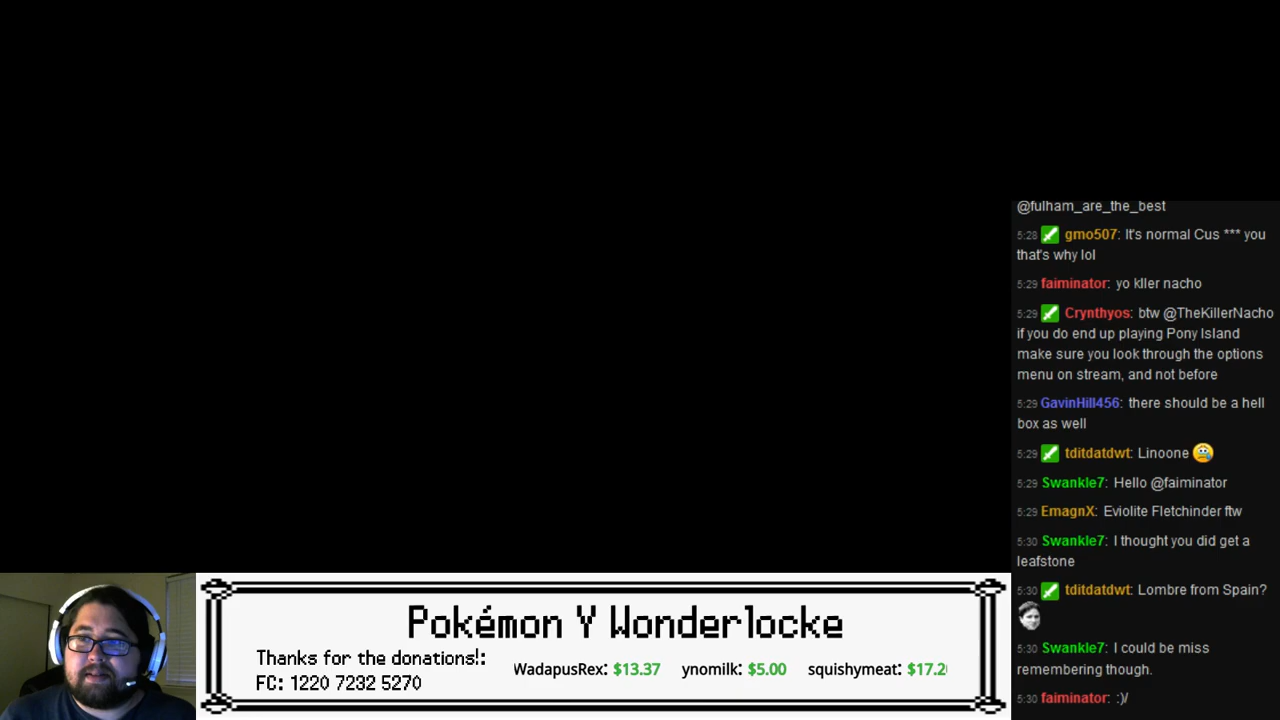 @fulham_are_the_best
5:28 gmo507: It's normal Cus *** you
that's why lol
5:29 faiminator: yo kller nacho
5:29 Crynthyos: btw @TheKillerNacho
if you do end up playing Pony Island
make sure you look through the options
menu on stream, and not before
5:29 GavinHill456: there should be a hell
box as well
5:29 tditdatdwt: Linoone
5:29 Swankle7: Hello @faiminator
5:29 EmagnX: Eviolite Fletchinder ftw
5:30 Swankle7: I thought you did get a
leafstone
5:30 tditdatdwt: Lombre from Spain?
5:30 Swankle7: I could be miss
remembering though.
5:30 faiminator: :)/
Pokémon Y Wonderlocke
Thanks for the donations!:
FC: 1220 7232 5270
WadapusRex: $13.37 ynomilk: $5.00 squishymeat: $17.2